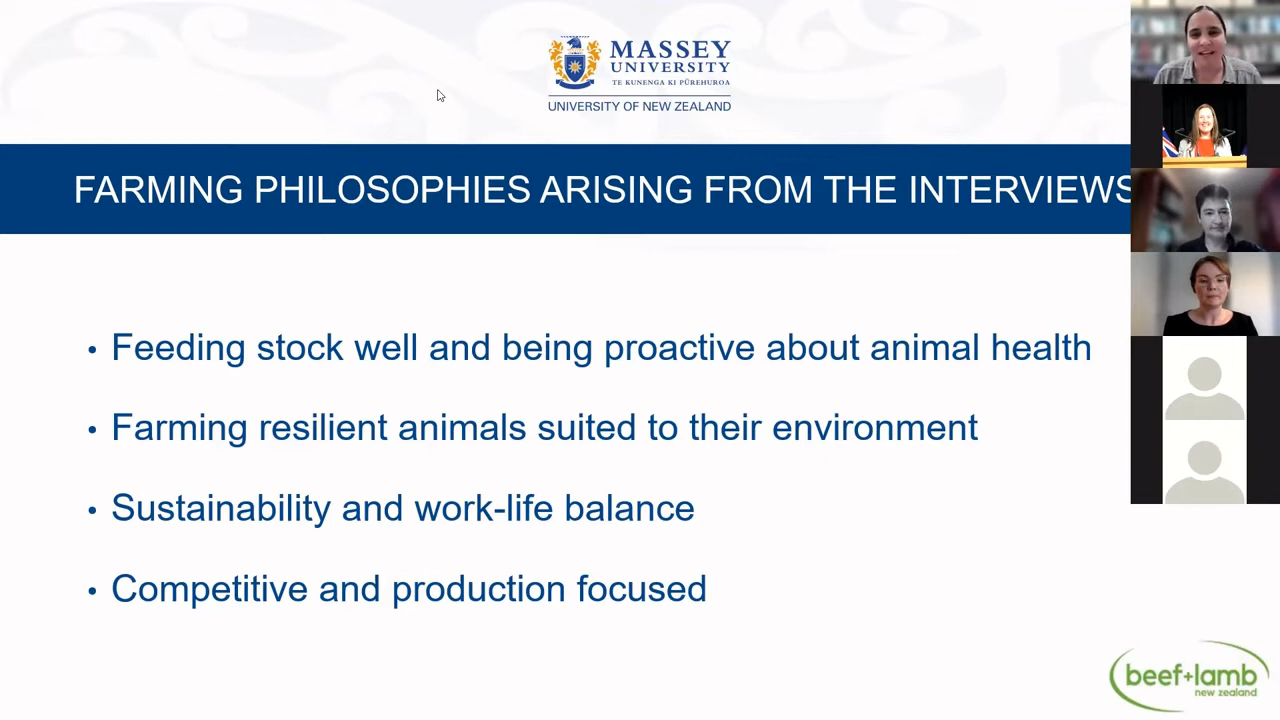 MASSEY
UNIVERSITY
TE KUNENGA KI PŪREHUROA
UNIVERSITY OF NEW ZEALAND
FARMING PHILOSOPHIES ARISING FROM THE INTERVIEWS
• Feeding stock well and being proactive about animal health
• Farming resilient animals suited to their environment
• Sustainability and work-life balance
• Competitive and production focused
beef+lamb
new zealand